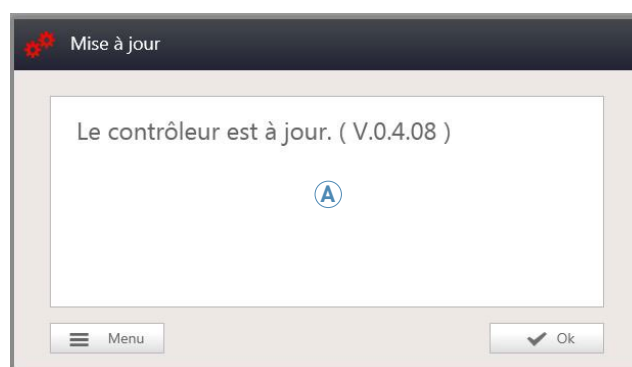 Mise à jour
Le contrôleur est à jour. ( V.0.4.08 )
A
Menu
Ok